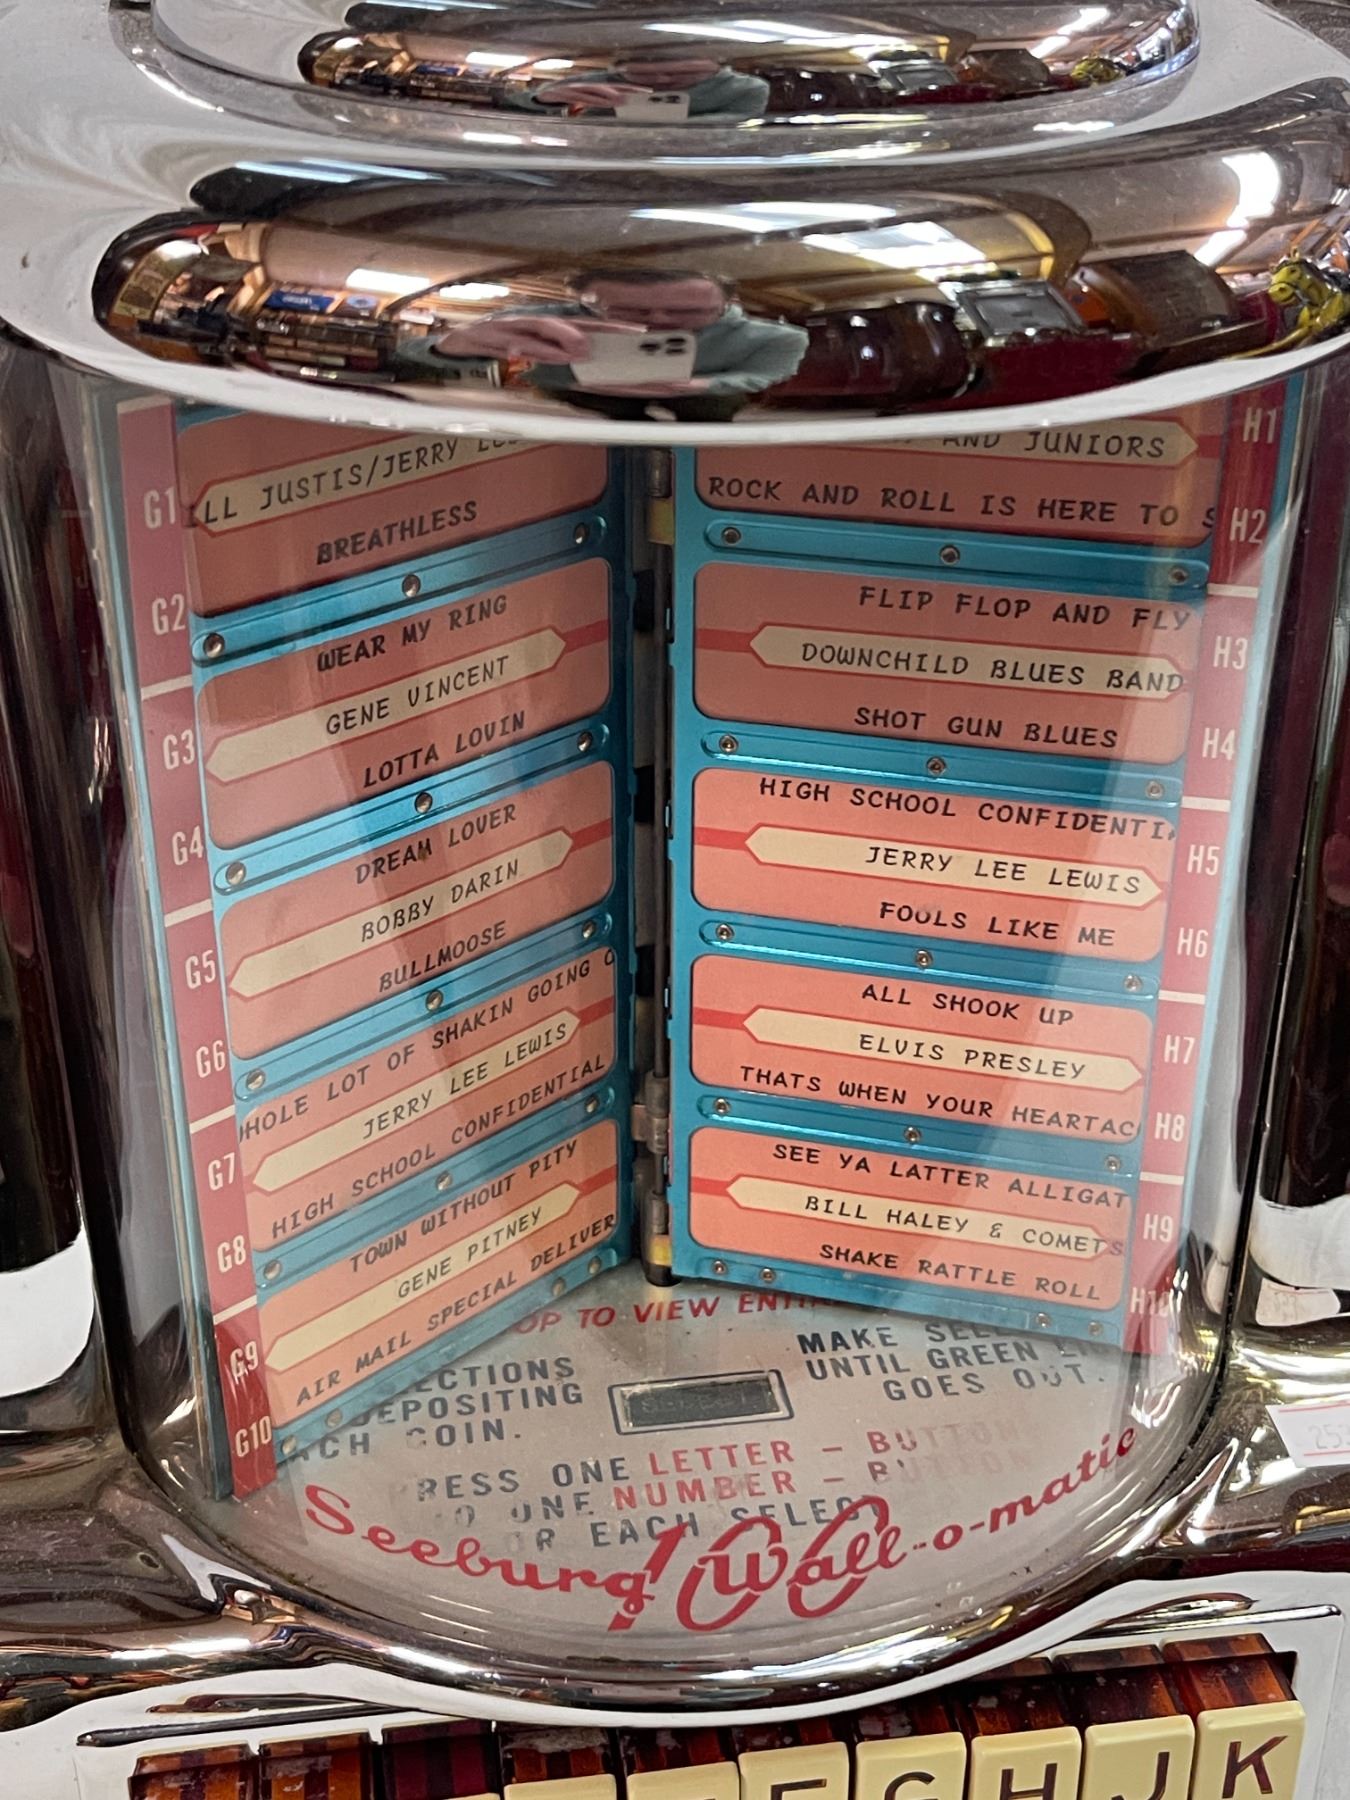 G1
JUSTIS/JERRY
BREATHLESS
G2
WEAR MY RING
G3
GENE VINCENT
LOTTA LOVIN
G4
DREAM LOVER
G5
BOBBY DARIN
BULLMOOSE
G6
HOLE LOT OF SHAKIN GOING
G7
JERRY LEE LEWIS
HIGH SCHOOL CONFIDENTIAL
G8
TOWN WITHOUT PITY
G9
GENE PITNEY
AIR MAIL SPECIAL DELIVER
G10
H1
AND JUNIORS
ROCK AND ROLL IS HERE TO S
H2
FLIP FLOP AND FLY
H3
DOWNCHILD BLUES BAND
SHOT GUN BLUES
H4
HIGH SCHOOL CONFIDENTI
H5
JERRY LEE LEWIS
FOOLS LIKE ME
H6
ALL SHOOK UP
H7
ELVIS PRESLEY
THATS WHEN YOUR HEARTAC
H8
SEE YA LATTER ALLIGAT
H9
BILL HALEY & COMETS
SHAKE RATTLE ROLL
H10
OP TO VIEW
ECTIONS
DEPOSITING
ACH COIN.
MAKE
UNTIL GREEN
GOES OUT.
PRESS ONE LETTER - BUTTON
ONE NUMBER - BUTTON
OR EACH SELECT
Seeburg 100 Wall-o-matic
G H J K